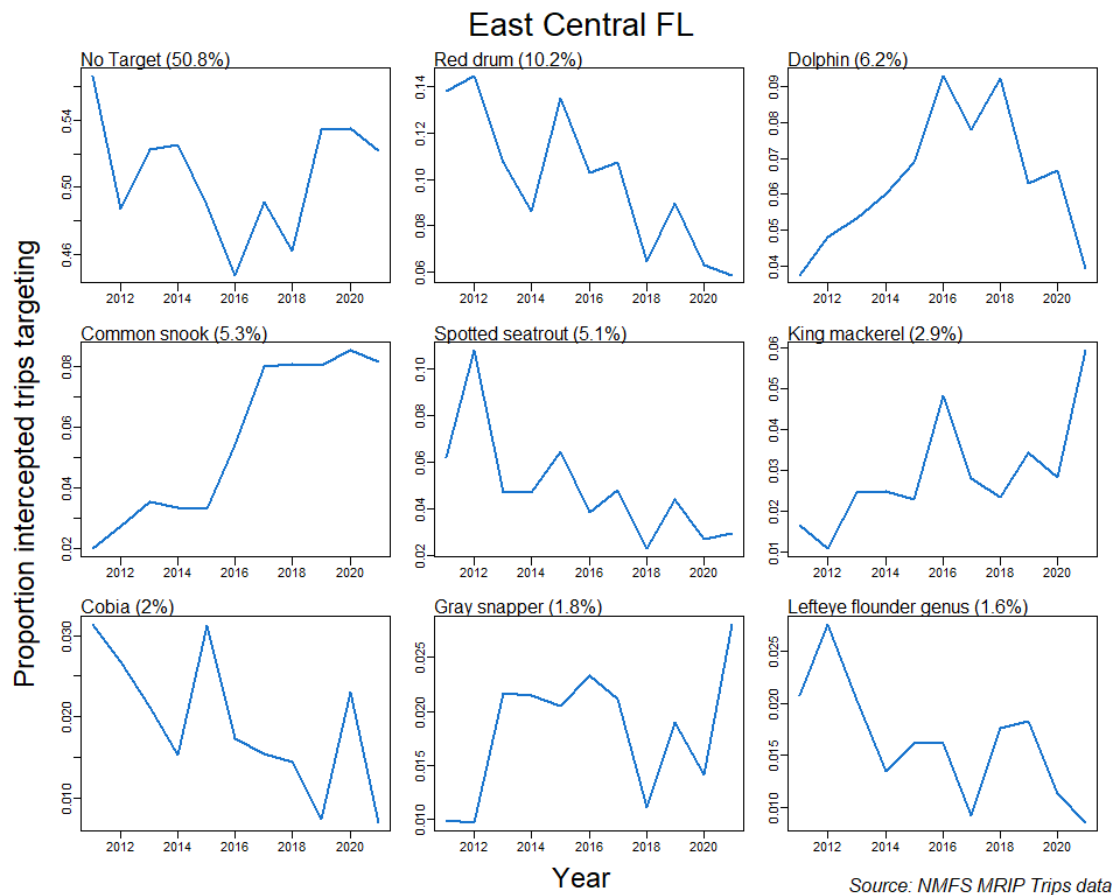 East Central FL
No Target (50.8%)
Red drum (10.2%)
Dolphin (6.2%)
0.46 0.50 0.54
2012 2014 2016 2018 2020
0.06 0.08 0.10 0.12 0.14
2012 2014 2016 2018 2020
0.04 0.05 0.06 0.07 0.08 0.09
2012 2014 2016 2018 2020
Common snook (5.3%)
Spotted seatrout (5.1%)
King mackerel (2.9%)
0.02 0.04 0.06 0.08
2012 2014 2016 2018 2020
0.02 0.04 0.06 0.08 0.10
2012 2014 2016 2018 2020
0.01 0.02 0.03 0.04 0.05 0.06
2012 2014 2016 2018 2020
Cobia (2%)
Gray snapper (1.8%)
Lefteye flounder genus (1.6%)
0.010 0.020 0.030
2012 2014 2016 2018 2020
0.010 0.015 0.020 0.025
2012 2014 2016 2018 2020
0.010 0.015 0.020 0.025
2012 2014 2016 2018 2020
Proportion intercepted trips targeting
Year
Source: NMFS MRIP Trips data